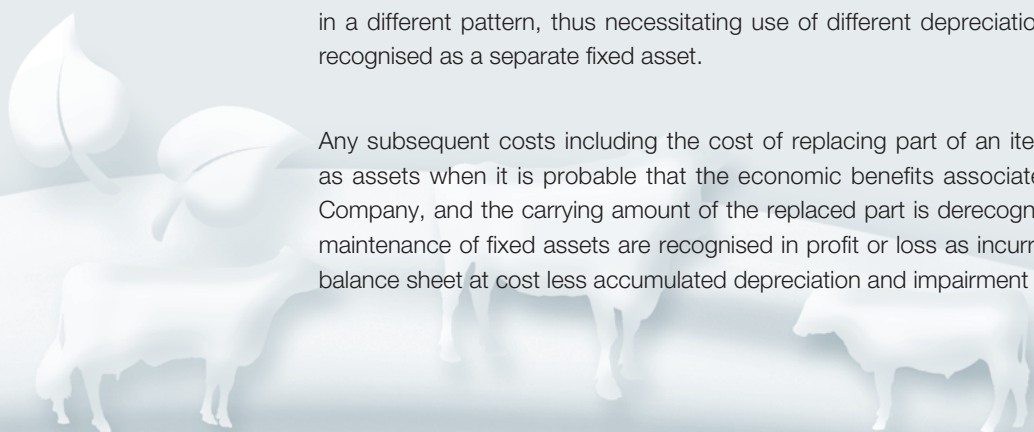 in a different pattern, thus necessitating use of different depreciatio
recognised as a separate fixed asset.
Any subsequent costs including the cost of replacing part of an ite
as assets when it is probable that the economic benefits associate
Company, and the carrying amount of the replaced part is derecogn
maintenance of fixed assets are recognised in profit or loss as incurr
balance sheet at cost less accumulated depreciation and impairment